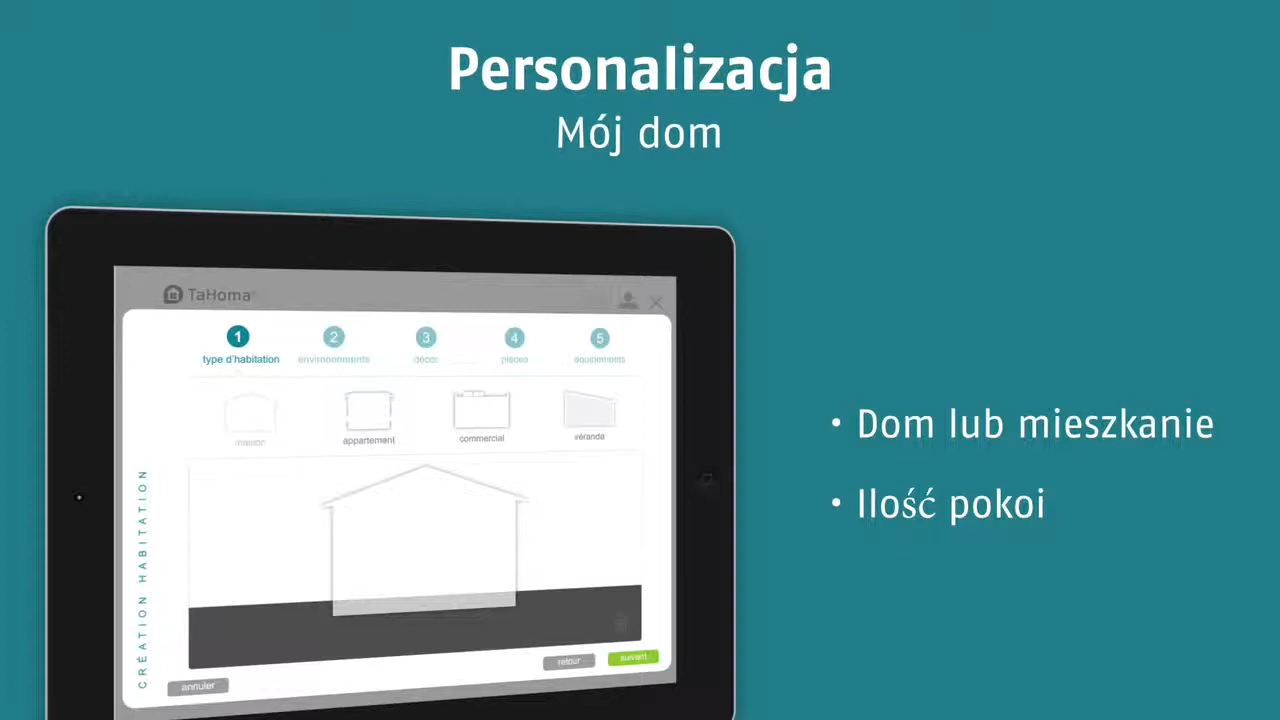 Personalizacja
Mój dom
TaHoma
1 2 3 4 5
type d'habitation environnements décor pièces équipements
maison appartement commercial véranda
CRÉATION HABITATION
annuler retour suivant
• Dom lub mieszkanie
• Ilość pokoi